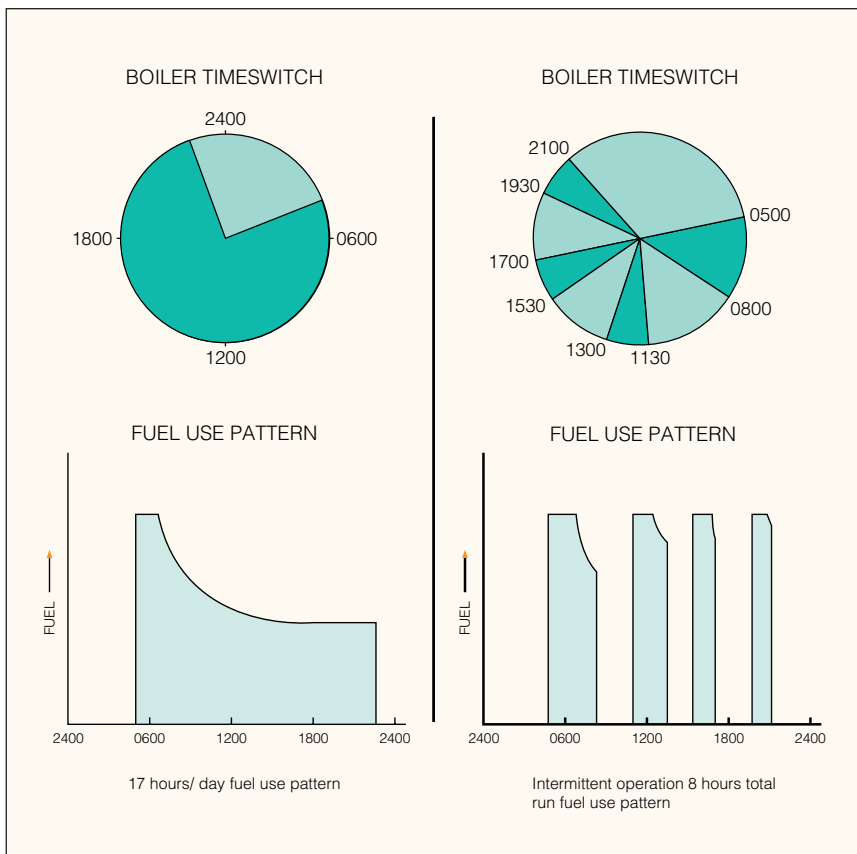 BOILER TIMESWITCH
2400
1800
0600
1200
FUEL USE PATTERN
FUEL
2400 0600 1200 1800 2400
17 hours/ day fuel use pattern
BOILER TIMESWITCH
2100
1930
0500
1700
1530
0800
1300
1130
FUEL USE PATTERN
FUEL
2400 0600 1200 1800 2400
Intermittent operation 8 hours total
run fuel use pattern